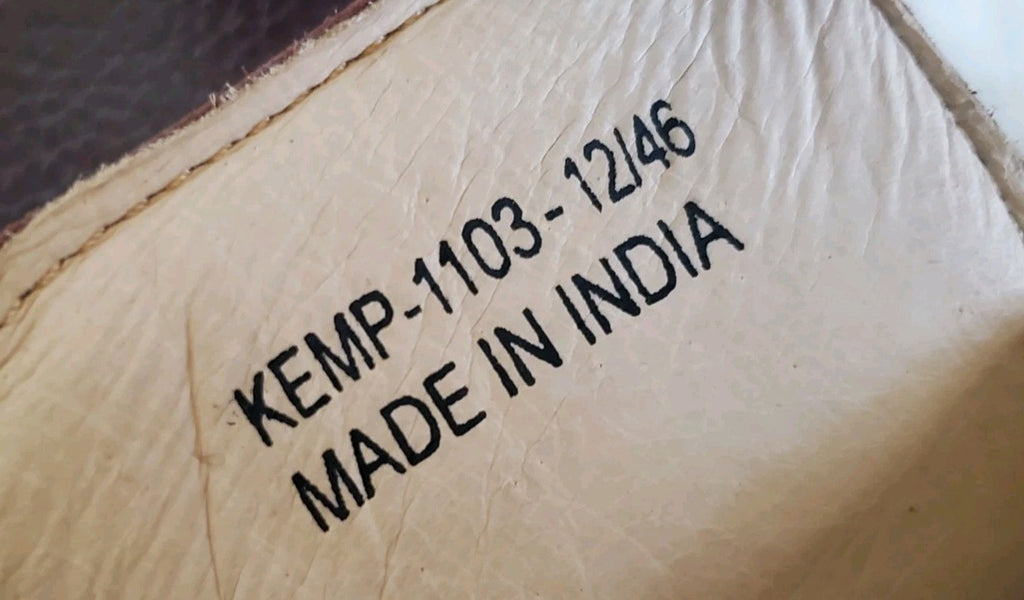 KEMP-1103-12/46
MADE IN INDIA